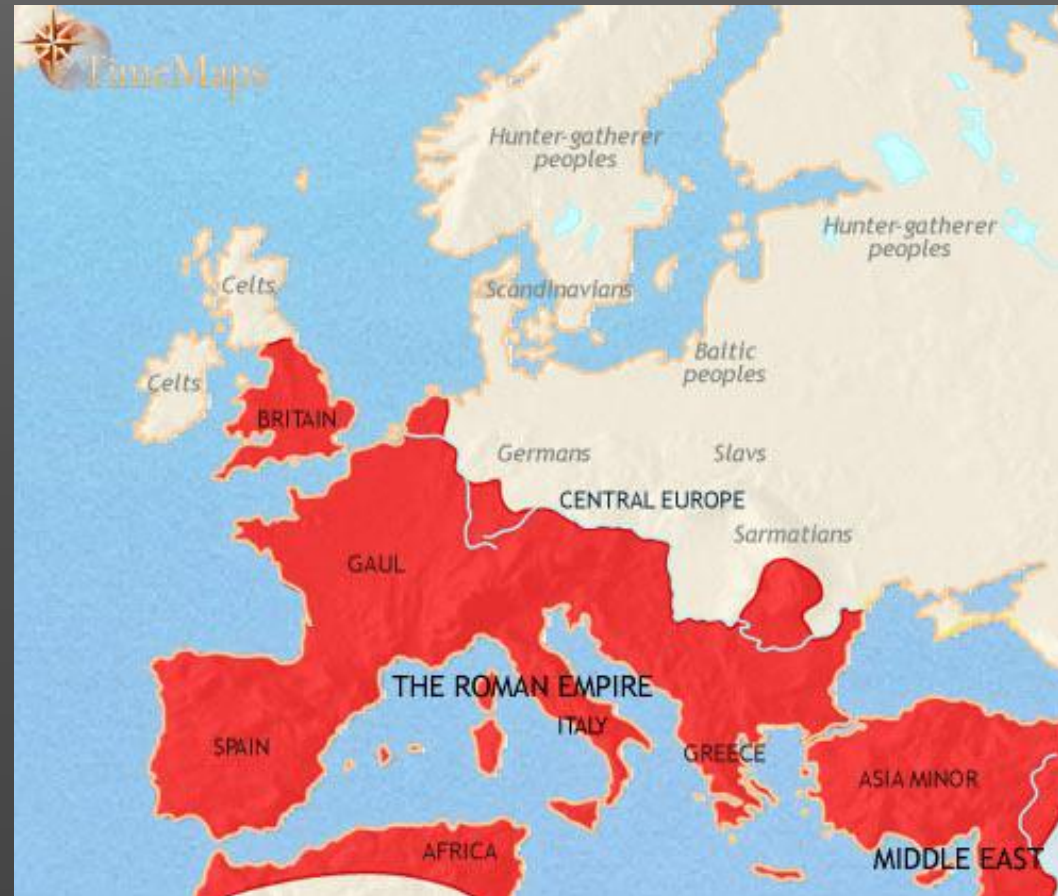 TimeMaps
Hunter-gatherer
peoples
Hunter-gatherer
peoples
Celts
Scandinavians
Baltic
peoples
Celts
BRITAIN
Germans
Slavs
CENTRAL EUROPE
Sarmatians
GAUL
THE ROMAN EMPIRE
ITALY
SPAIN
GREECE
ASIA MINOR
AFRICA
MIDDLE EAST